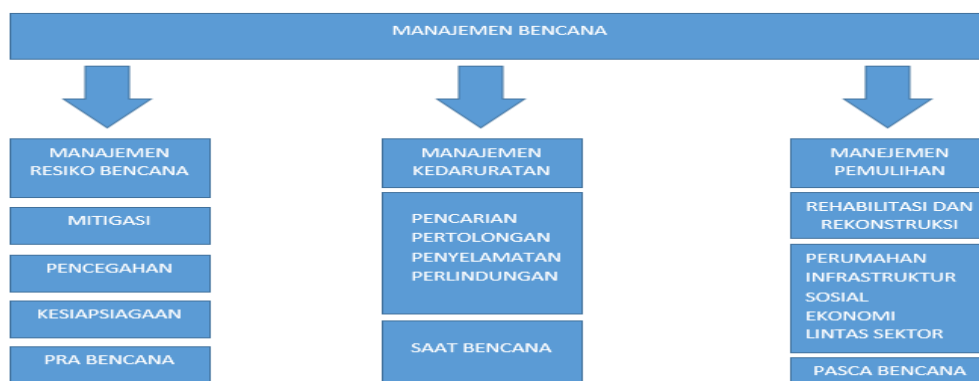 MANAJEMEN BENCANA
MANAJEMEN
RESIKO BENCANA
MITIGASI
PENCEGAHAN
KESIAPSIAGAAN
PRA BENCANA
MANAJEMEN
KEDARURATAN
PENCARIAN
PERTOLONGAN
PENYELAMATAN
PERLINDUNGAN
SAAT BENCANA
MANEJEMEN
PEMULIHAN
REHABILITASI DAN
REKONSTRUKSI
PERUMAHAN
INFRASTRUKTUR
SOSIAL
EKONOMI
LINTAS SEKTOR
PASCA BENCANA